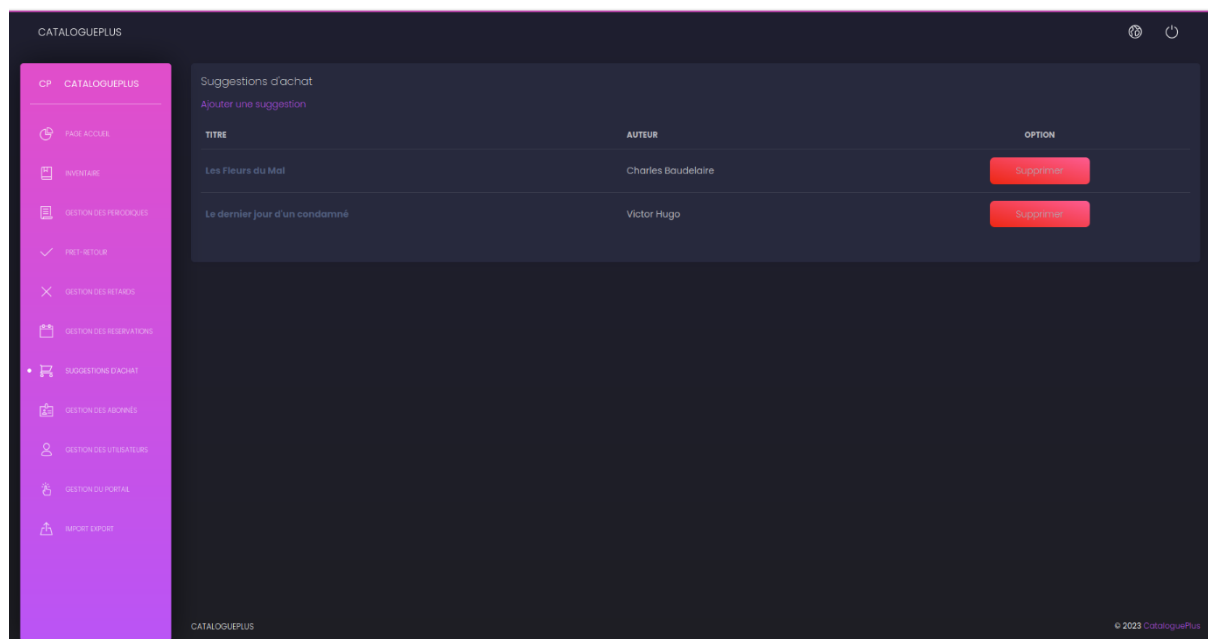 CATALOGUEPLUS
CP CATALOGUEPLUS
PAGE ACCUEIL
INVENTAIRE
GESTION DES PERIODIQUES
PRET-RETOUR
GESTION DES RETARDS
GESTION DES RESERVATIONS
SUGGESTIONS D'ACHAT
GESTION DES ABONNÉS
GESTION DES UTILISATEURS
GESTION DU PORTAIL
IMPORT EXPORT
Suggestions d'achat
Ajouter une suggestion
TITRE AUTEUR OPTION
Les Fleurs du Mal Charles Baudelaire Supprimer
Le dernier jour d'un condamné Victor Hugo Supprimer
CATALOGUEPLUS © 2023 CataloguePlus